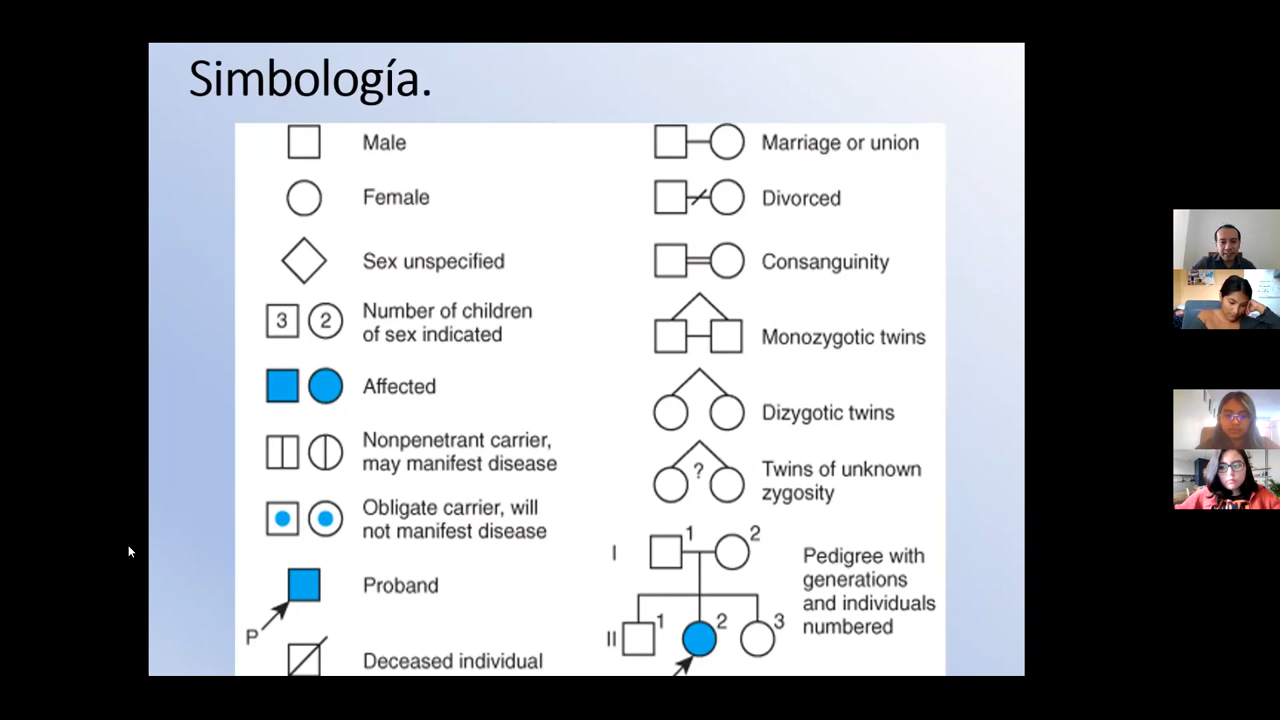 Simbología.
Male
Female
Sex unspecified
3 2 Number of children
of sex indicated
Affected
Nonpenetrant carrier,
may manifest disease
Obligate carrier, will
not manifest disease
Proband
P
Deceased individual
Marriage or union
Divorced
Consanguinity
Monozygotic twins
Dizygotic twins
? Twins of unknown
zygosity
I 1 2
II 1 2 3
Pedigree with
generations
and individuals
numbered